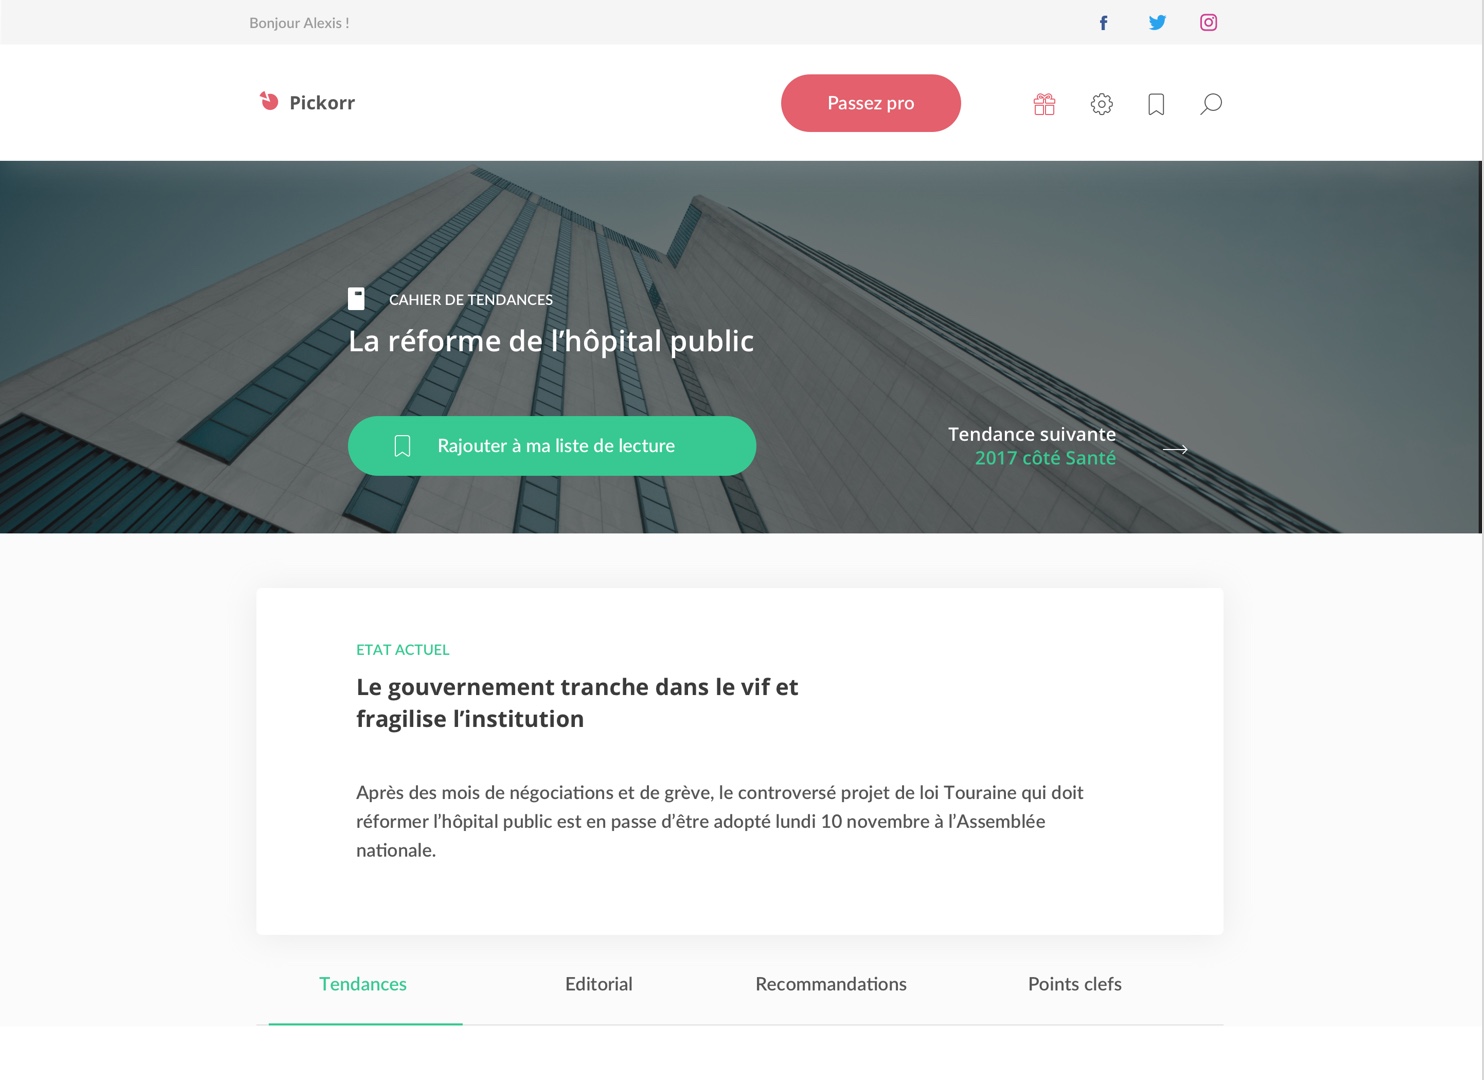 Bonjour Alexis !
Pickorr
Passez pro
CAHIER DE TENDANCES
La réforme de l’hôpital public
Rajouter à ma liste de lecture
Tendance suivante
2017 côté Santé
ETAT ACTUEL
Le gouvernement tranche dans le vif et
fragilise l’institution
Après des mois de négociations et de grève, le controversé projet de loi Touraine qui doit
réformer l’hôpital public est en passe d’être adopté lundi 10 novembre à l’Assemblée
nationale.
Tendances
Editorial
Recommandations
Points clefs